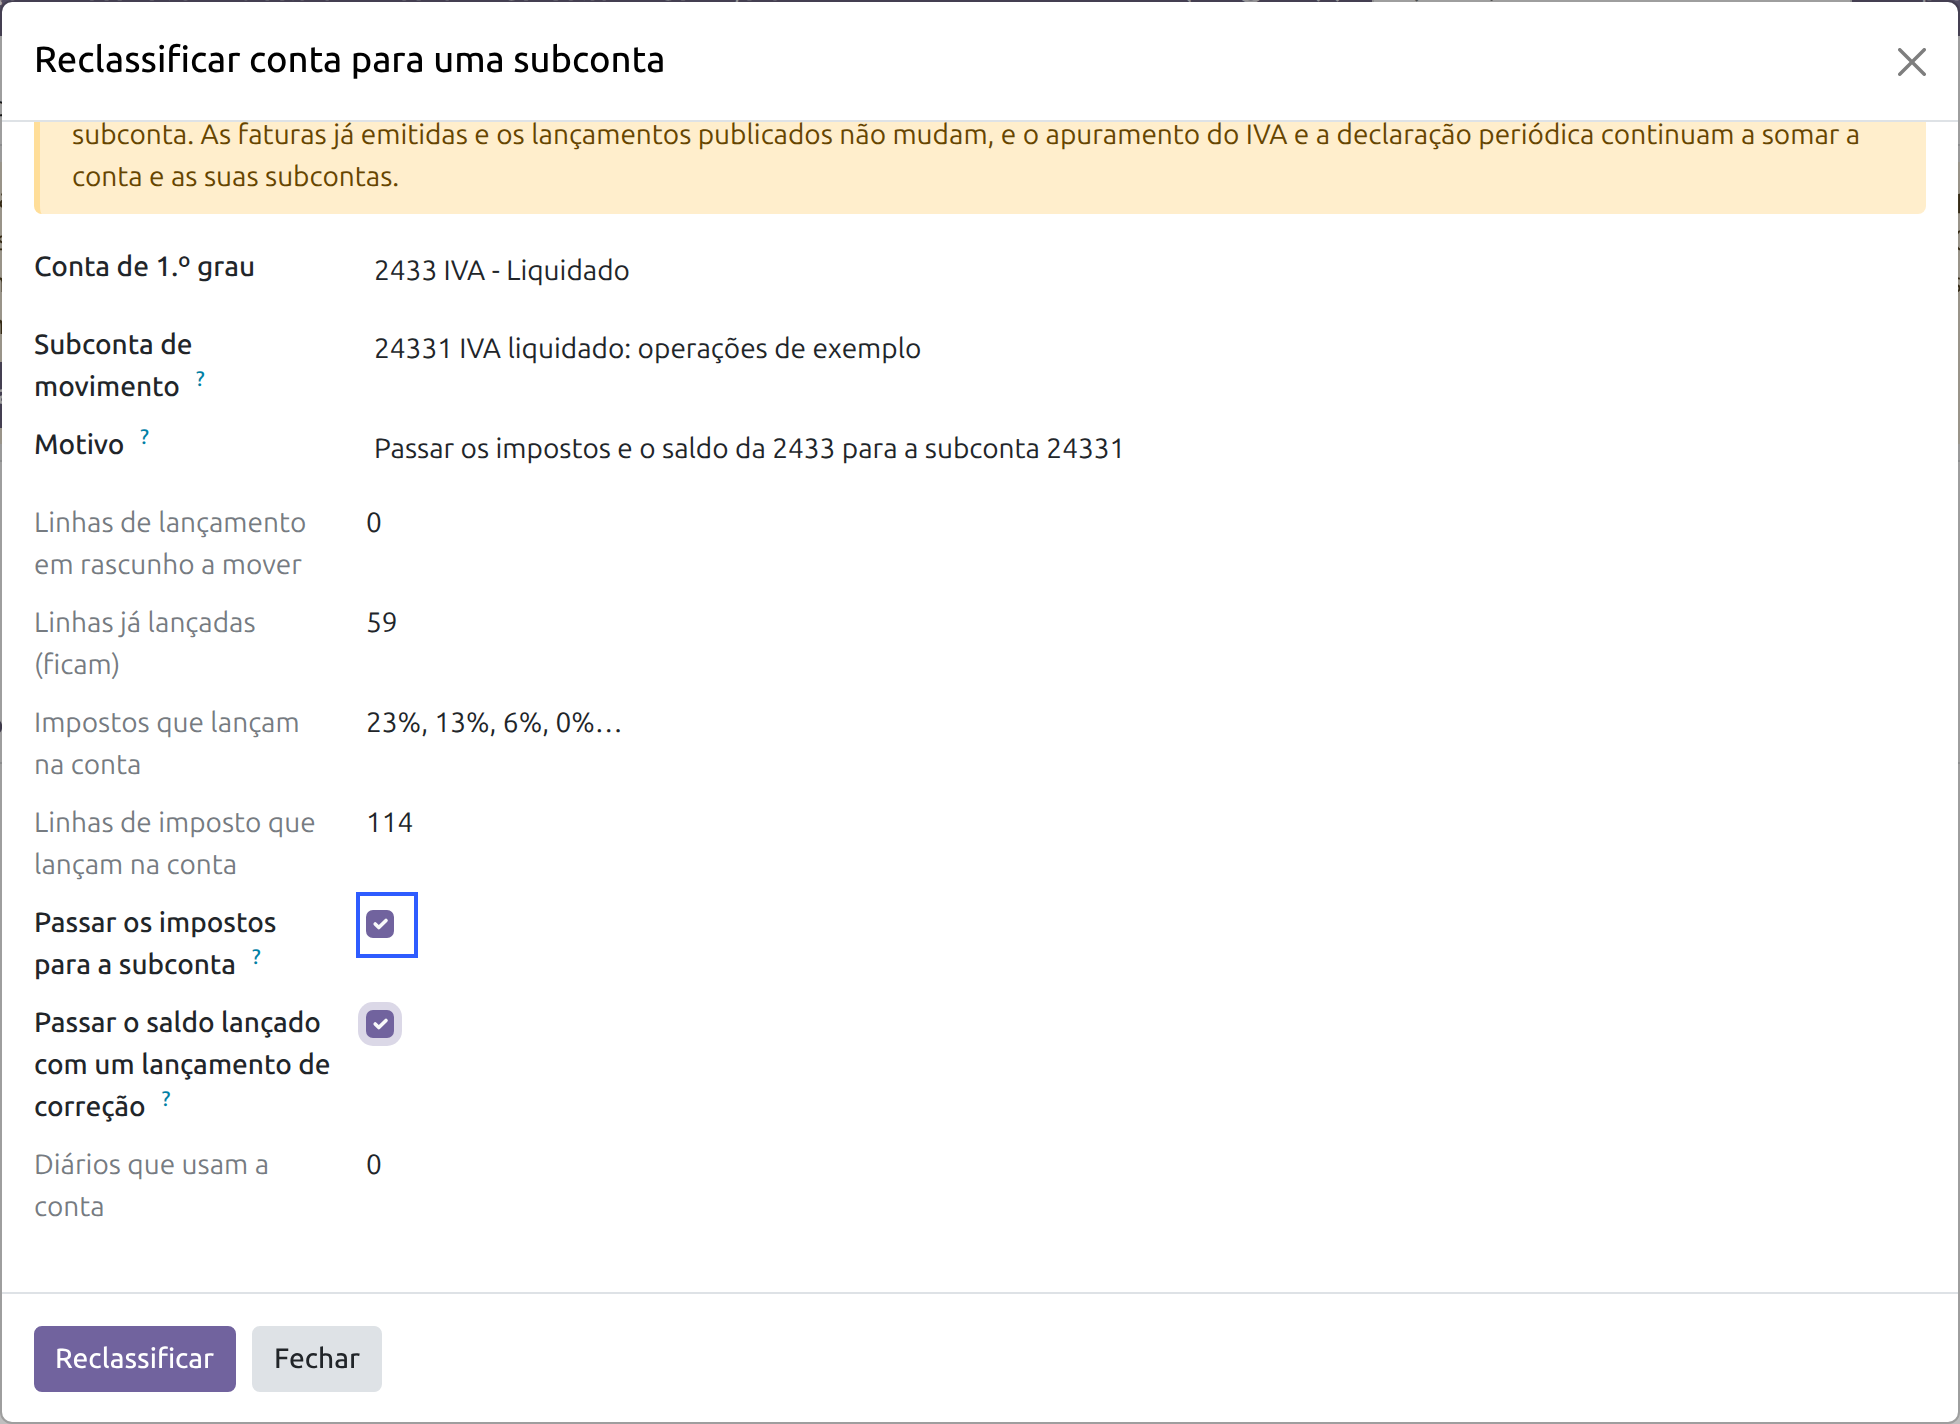 Reclassificar conta para uma subconta
subconta. As faturas já emitidas e os lançamentos publicados não mudam, e o apuramento do IVA e a declaração periódica continuam a somar a
conta e as suas subcontas.
Conta de 1.º grau
2433 IVA - Liquidado
Subconta de
movimento ?
24331 IVA liquidado: operações de exemplo
Motivo ?
Passar os impostos e o saldo da 2433 para a subconta 24331
Linhas de lançamento
em rascunho a mover
0
Linhas já lançadas
(ficam)
59
Impostos que lançam
na conta
23%, 13%, 6%, 0%…
Linhas de imposto que
lançam na conta
114
Passar os impostos
para a subconta ?
Passar o saldo lançado
com um lançamento de
correção ?
Diários que usam a
conta
0
Reclassificar
Fechar